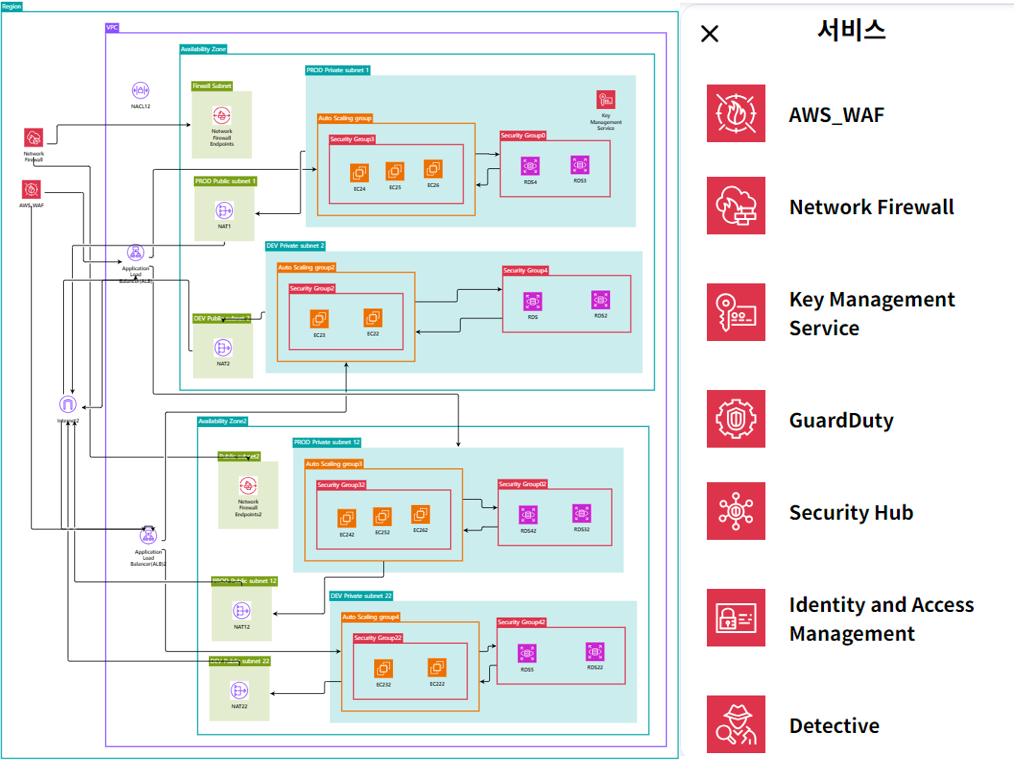 Region
VPC
Availability Zone
NACL12
Firwall Subnet
Network
Firewall
Endpoints
PROD Private subnet 1
Key
Management
Service
Auto Scaling group
Security Group3
EC24
EC25
EC26
Security Group0
RDS4
RDS3
Network
Firewall
AWS_WAF
PROD Public subnet 1
NAT1
Application
Load
Balancer(ALB)
DEV Private subnet 2
Auto Scaling group2
Security Group2
EC23
EC22
Security Group4
RDS
RDS2
DEV Public subnet 2
NAT2
Internet2
Availability Zone2
Public subnet2
Network
Firewall
Endpoints2
PROD Private subnet 12
Auto Scaling group3
Security Group32
EC242
EC252
EC262
Security Group02
RDS42
RDS32
Application
Load
Balancer(ALB)2
PROD Public subnet 12
NAT12
DEV Private subnet 22
Auto Scaling group4
Security Group22
EC232
EC222
Security Group42
RDS5
RDS22
DEV Public subnet 22
NAT22
서비스
AWS_WAF
Network Firewall
Key Management
Service
GuardDuty
Security Hub
Identity and Access
Management
Detective